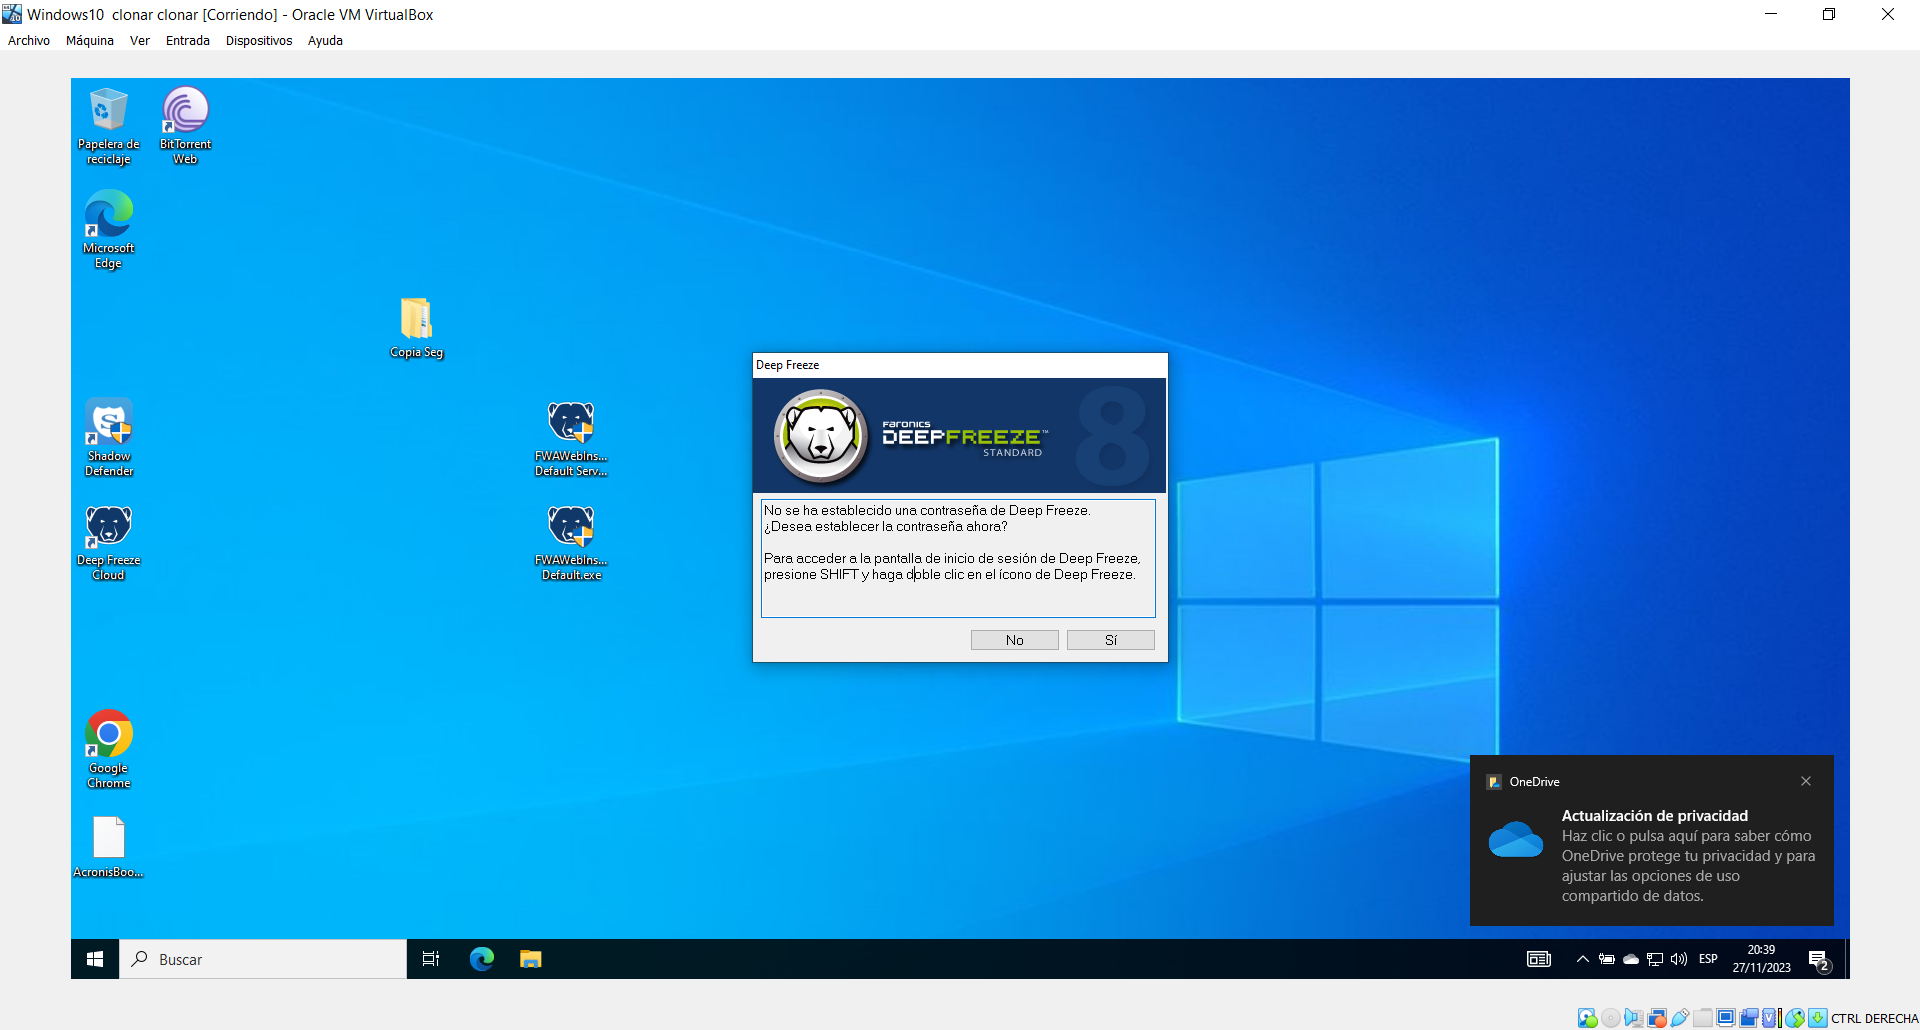 Windows10 clonar clonar [Corriendo] - Oracle VM VirtualBox
Archivo Máquina Ver Entrada Dispositivos Ayuda
Papelera de
reciclaje
BitTorrent
Web
Microsoft
Edge
Copia Seg
Shadow
Defender
FWAWebIns...
Default Serv...
Deep Freeze
Cloud
FWAWebIns...
Default.exe
Google
Chrome
AcronisBoo...
Deep Freeze
FARONICS
DEEPFREEZE™
STANDARD
8
No se ha establecido una contraseña de Deep Freeze.
¿Desea establecer la contraseña ahora?
Para acceder a la pantalla de inicio de sesión de Deep Freeze,
presione SHIFT y haga doble clic en el ícono de Deep Freeze.
No
Sí
OneDrive
Actualización de privacidad
Haz clic o pulsa aquí para saber cómo
OneDrive protege tu privacidad y para
ajustar las opciones de uso
compartido de datos.
Buscar
ESP
20:39
27/11/2023
2
CTRL DERECHA